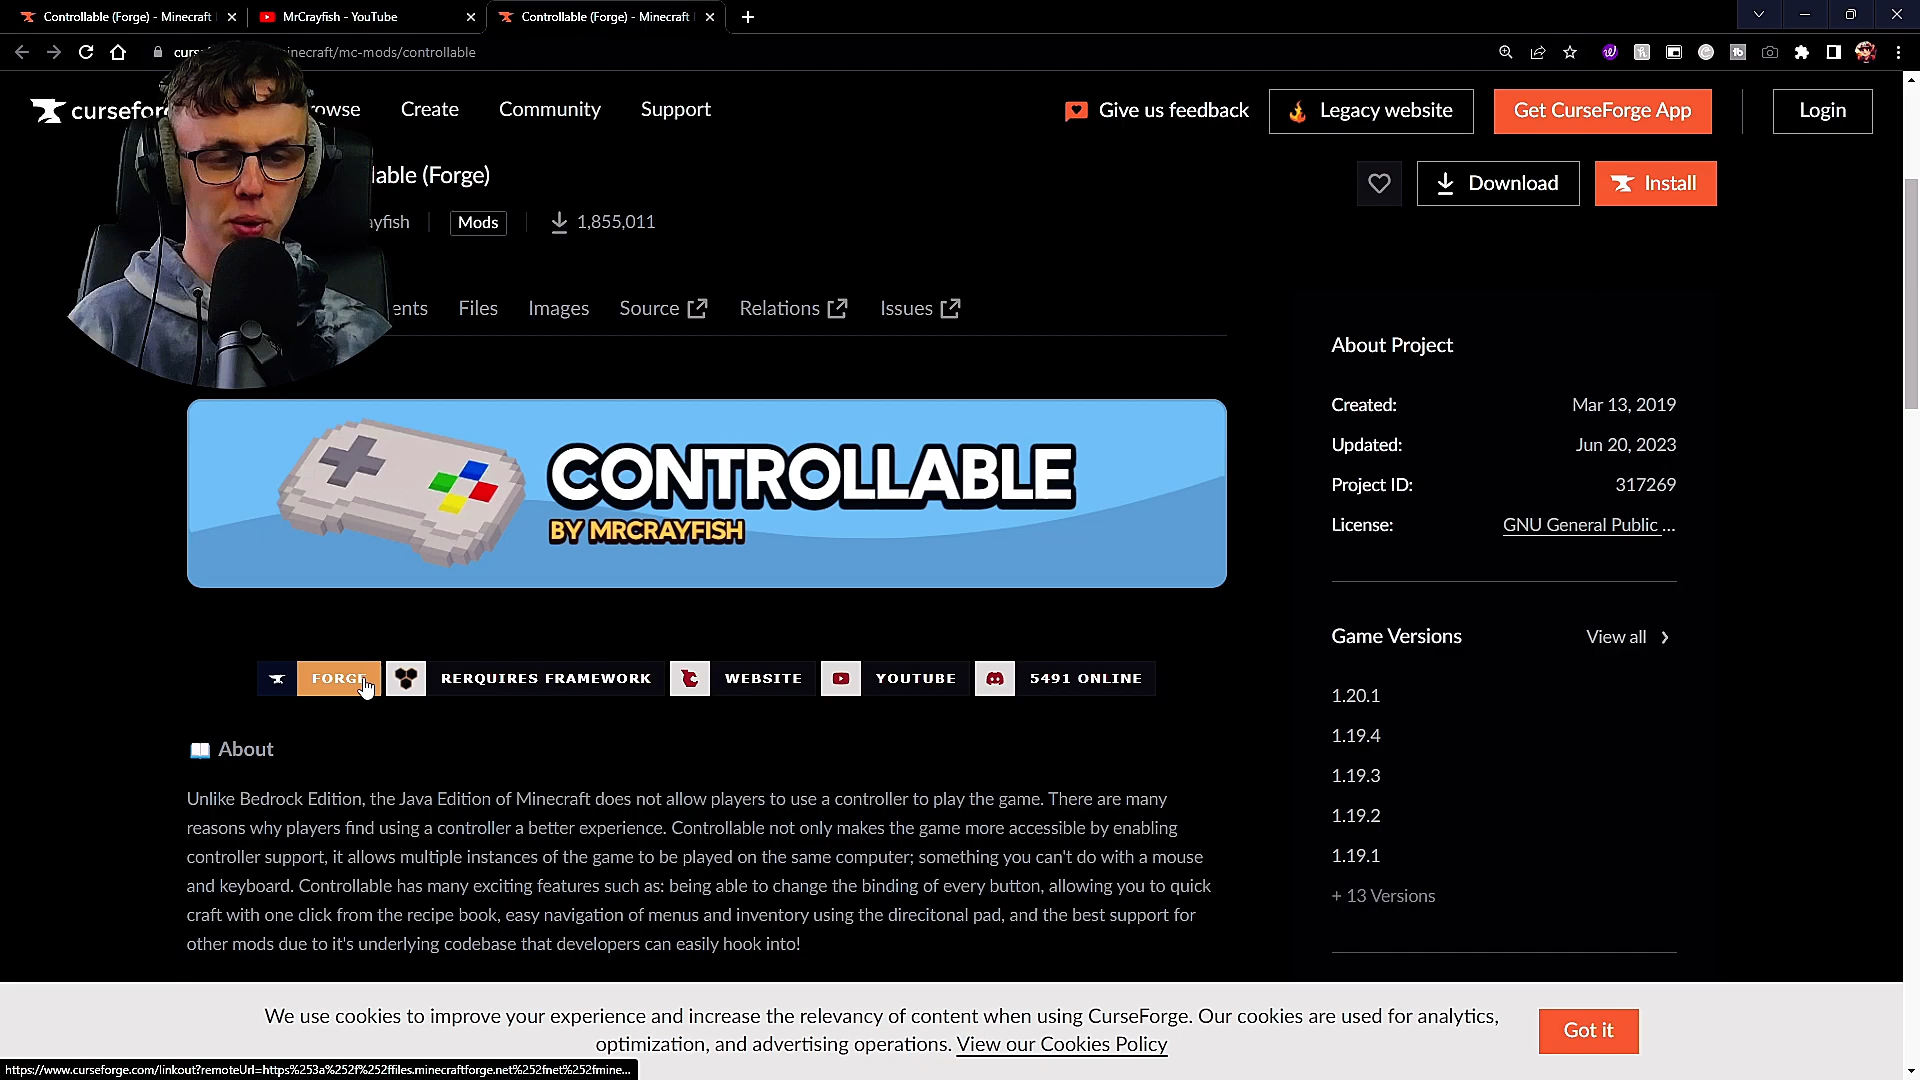 Controllable (Forge) - Minecraft
MrCrayfish - YouTube
Controllable (Forge) - Minecraft
minecraft/mc-mods/controllable
curseforge
Create
Community
Support
Give us feedback
Legacy website
Get CurseForge App
Login
(Forge)
Mods
1,855,011
Download
Install
Files
Images
Source
Relations
Issues
CONTROLLABLE
BY MRCRAYFISH
FORGE
RERQUIRES FRAMEWORK
WEBSITE
YOUTUBE
5491 ONLINE
About
Unlike Bedrock Edition, the Java Edition of Minecraft does not allow players to use a controller to play the game. There are many
reasons why players find using a controller a better experience. Controllable not only makes the game more accessible by enabling
controller support, it allows multiple instances of the game to be played on the same computer; something you can't do with a mouse
and keyboard. Controllable has many exciting features such as: being able to change the binding of every button, allowing you to quick
craft with one click from the recipe book, easy navigation of menus and inventory using the direcitonal pad, and the best support for
other mods due to it's underlying codebase that developers can easily hook into!
About Project
Created: Mar 13, 2019
Updated: Jun 20, 2023
Project ID: 317269
License: GNU General Public ...
Game Versions View all
1.20.1
1.19.4
1.19.3
1.19.2
1.19.1
+ 13 Versions
We use cookies to improve your experience and increase the relevancy of content when using CurseForge. Our cookies are used for analytics,
optimization, and advertising operations. View our Cookies Policy
Got it
https://www.curseforge.com/linkout?remoteUrl=https%253a%252f%252ffiles.minecraftforge.net%252fnet%252fmine...